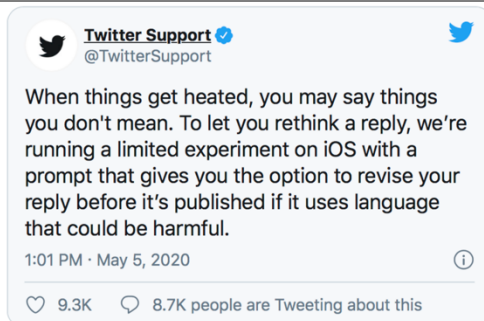 Twitter Support
@TwitterSupport
When things get heated, you may say things
you don't mean. To let you rethink a reply, we’re
running a limited experiment on iOS with a
prompt that gives you the option to revise your
reply before it’s published if it uses language
that could be harmful.
1:01 PM · May 5, 2020
9.3K 8.7K people are Tweeting about this